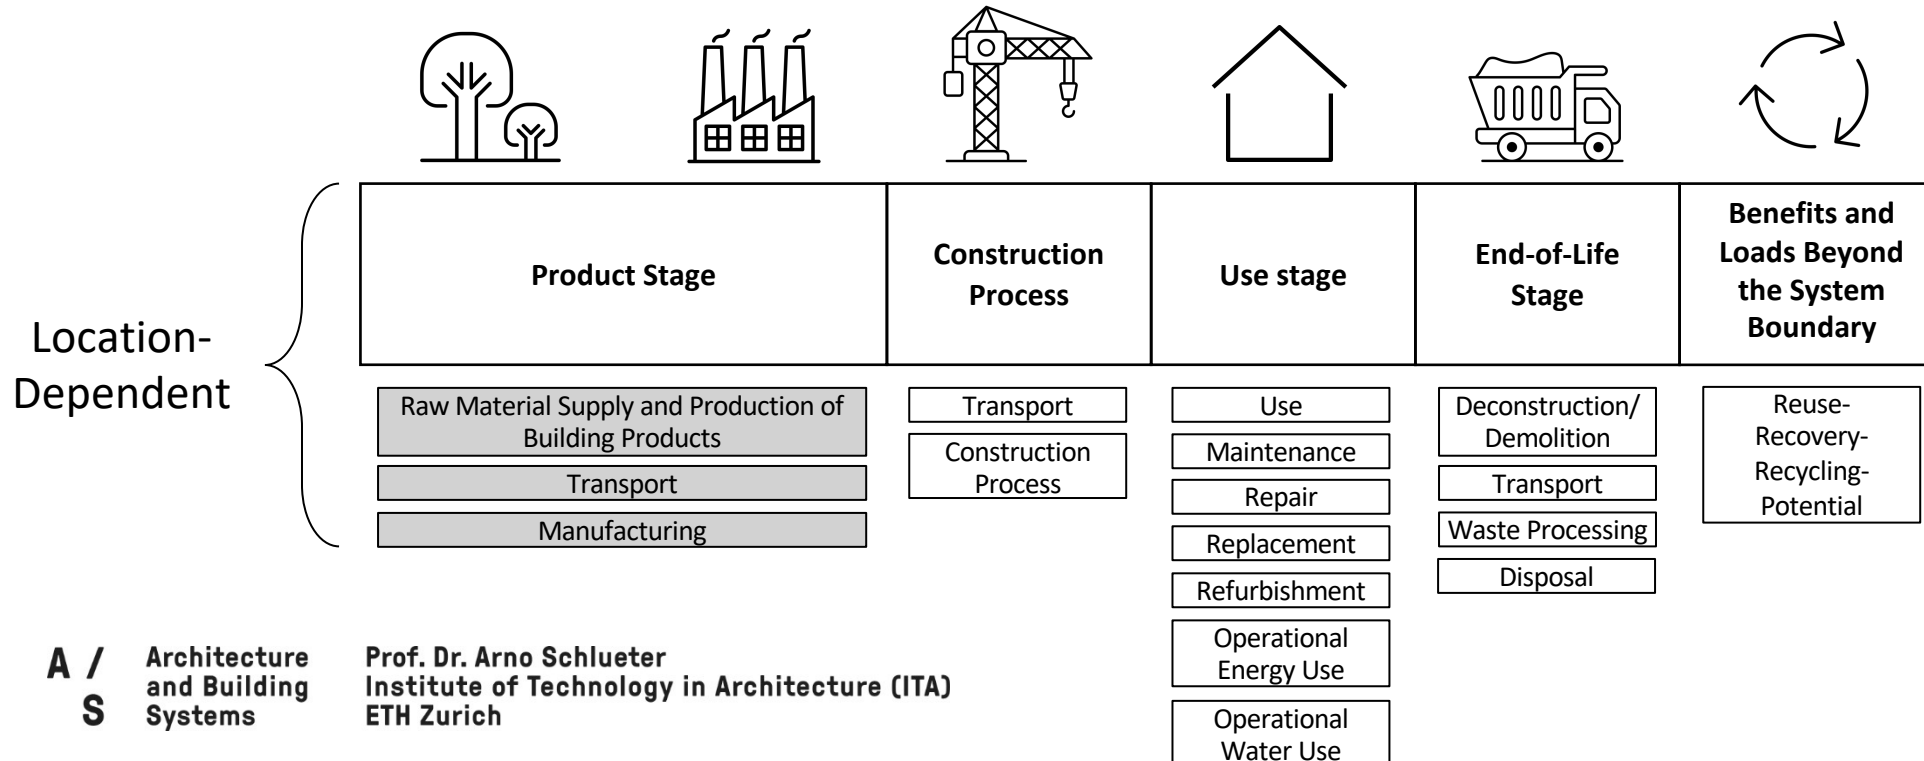 Location-
Dependent
Product Stage
Construction
Process
Use stage
End-of-Life
Stage
Benefits and
Loads Beyond
the System
Boundary
Raw Material Supply and Production of
Building Products
Transport
Manufacturing
Transport
Construction
Process
Use
Maintenance
Repair
Replacement
Refurbishment
Operational
Energy Use
Operational
Water Use
Deconstruction/
Demolition
Transport
Waste Processing
Disposal
Reuse-
Recovery-
Recycling-
Potential
A /
S
Architecture
and Building
Systems
Prof. Dr. Arno Schlueter
Institute of Technology in Architecture (ITA)
ETH Zurich